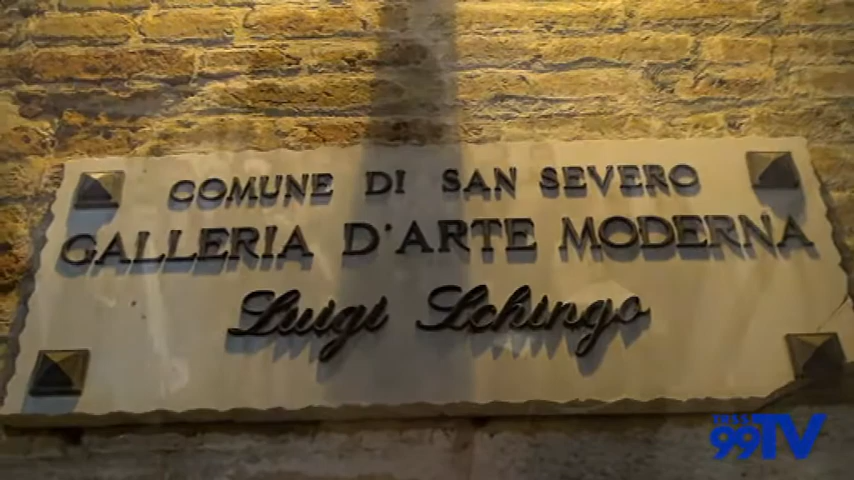 COMUNE DI SAN SEVERO
GALLERIA D'ARTE MODERNA
Luigi Schingo
99TV